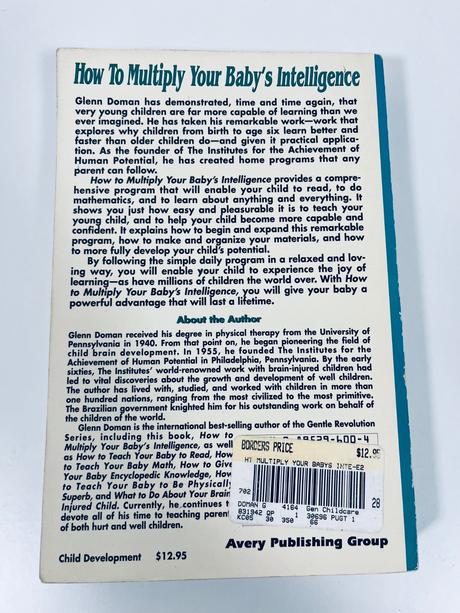 How To Multiply Your Baby's Intelligence
Glenn Doman has demonstrated, time and time again, that
very young children are far more capable of learning than we
ever imagined. He has taken his remarkable work—work that
explores why children from birth to age six learn better and
faster than older children do—and given it practical applica-
tion. As the founder of The Institutes for the Achievement of
Human Potential, he has created home programs that any
parent can follow.
How to Multiply Your Baby's Intelligence provides a compre-
hensive program that will enable your child to read, to do
mathematics, and to learn about anything and everything. It
shows you just how easy and pleasurable it is to teach your
young child, and to help your child become more capable and
confident. It explains how to begin and expand this remarkable
program, how to make and organize your materials, and how
to more fully develop your child's potential.
By following the simple daily program in a relaxed and lov-
ing way, you will enable your child to experience the joy of
learning—as have millions of children the world over. With How
to Multiply Your Baby's Intelligence, you will give your baby a
powerful advantage that will last a lifetime.
About the Author
Glenn Doman received his degree in physical therapy from the University of
Pennsylvania in 1940. From that point on, he began pioneering the field of
child brain development. In 1955, he founded The Institutes for the
Achievement of Human Potential in Philadelphia, Pennsylvania. By the early
sixties, The Institutes' world-renowned work with brain-injured children had
led to vital discoveries about the growth and development of well children.
The author has lived with, studied, and worked with children in more than
one hundred nations, ranging from the most civilized to the most primitive.
The Brazilian government knighted him for his outstanding work on behalf of
the children of the world.
Glenn Doman is the international best-selling author of the Gentle Revolution
Series, including this book, How to
Multiply Your Baby's Intelligence, as well
as How to Teach Your Baby to Read, How
to Teach Your Baby Math, How to Give
Your Baby Encyclopedic Knowledge, How
to Teach Your Baby to Be Physically
Superb, and What to Do About Your Brain
Injured Child. Currently, he continues to
devote all of his time to teaching parents
of both hurt and well children.
89529-600-4
BORDERS PRICE $12.95
HT MULTIPLY YOUR BABYS INTE-E2
702
28
DOMAN G 4164 Gen Childcare
831942 QP 1 30696 PUGT 1
KC05 30 350 66
Avery Publishing Group
Child Development $12.95